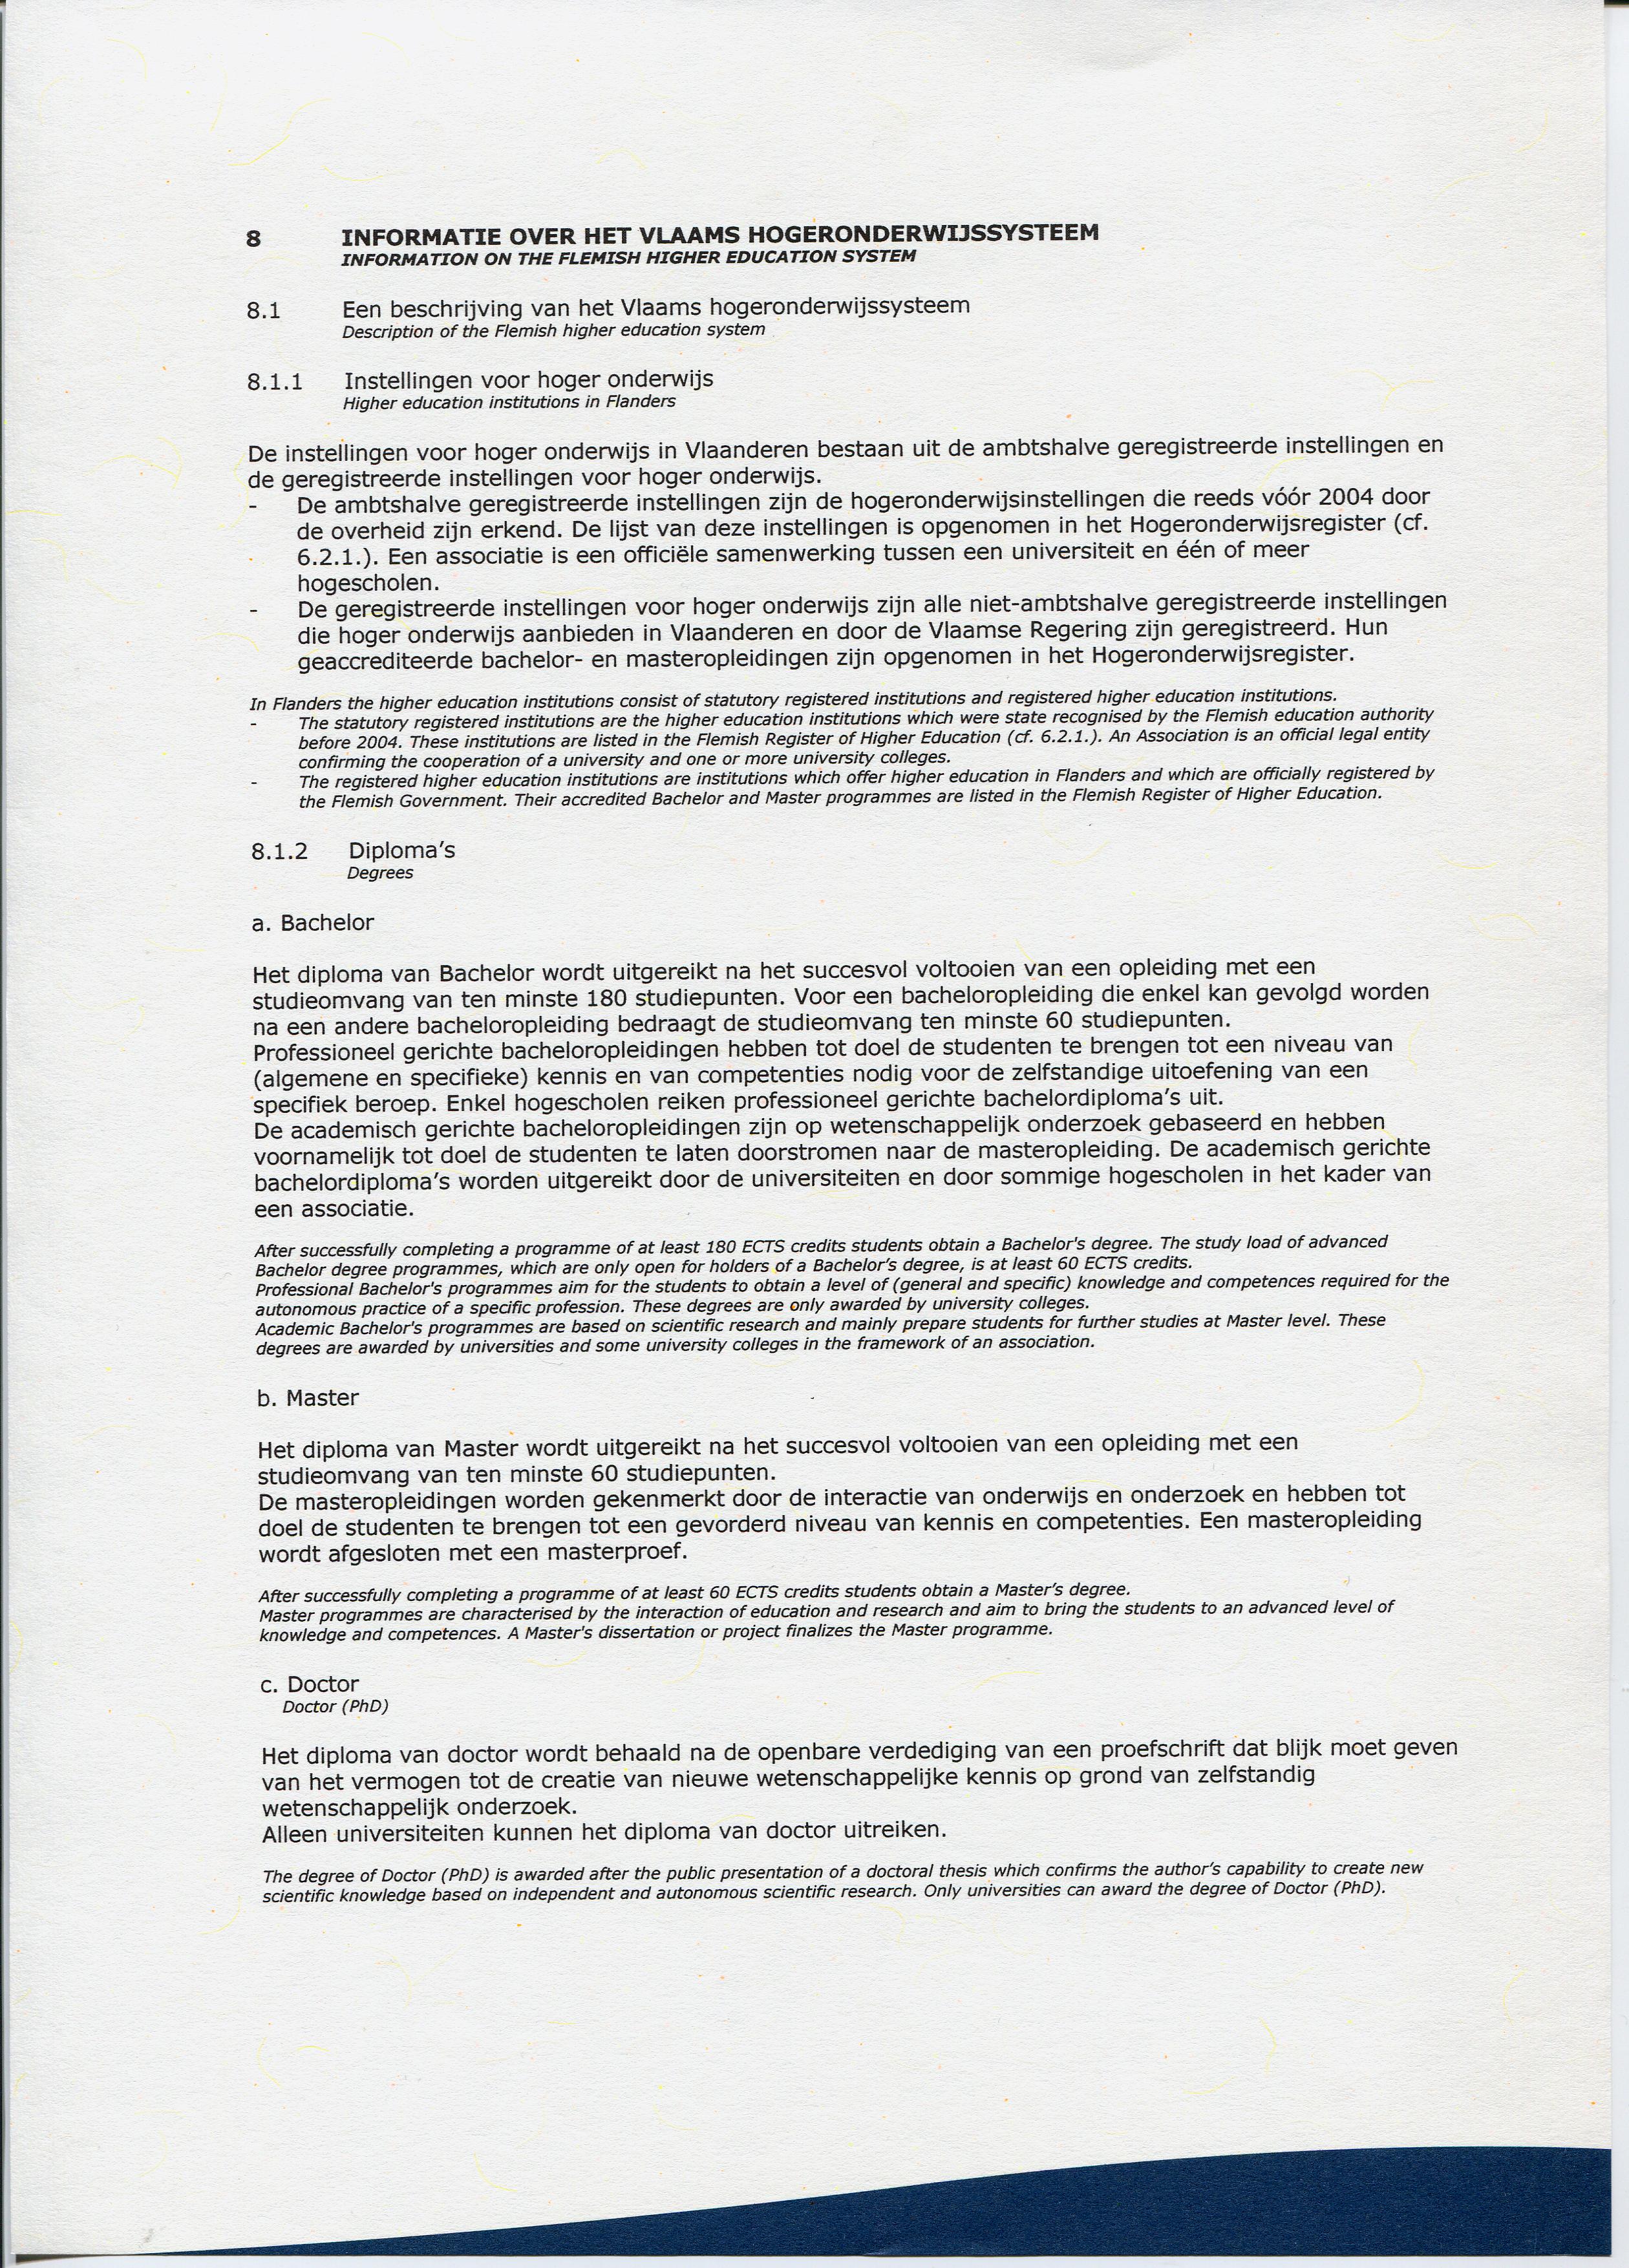 8 INFORMATIE OVER HET VLAAMS HOGERONDERWIJSSYSTEEM
INFORMATION ON THE FLEMISH HIGHER EDUCATION SYSTEM
8.1 Een beschrijving van het Vlaams hogeronderwijssysteem
Description of the Flemish higher education system
8.1.1 Instellingen voor hoger onderwijs
Higher education institutions in Flanders
De instellingen voor hoger onderwijs in Vlaanderen bestaan uit de ambtshalve geregistreerde instellingen en
de geregistreerde instellingen voor hoger onderwijs.
- De ambtshalve geregistreerde instellingen zijn de hogeronderwijsinstellingen die reeds vóór 2004 door
de overheid zijn erkend. De lijst van deze instellingen is opgenomen in het Hogeronderwijsregister (cf.
6.2.1.). Een associatie is een officiële samenwerking tussen een universiteit en één of meer
hogescholen.
- De geregistreerde instellingen voor hoger onderwijs zijn alle niet-ambtshalve geregistreerde instellingen
die hoger onderwijs aanbieden in Vlaanderen en door de Vlaamse Regering zijn geregistreerd. Hun
geaccrediteerde bachelor- en masteropleidingen zijn opgenomen in het Hogeronderwijsregister.
In Flanders the higher education institutions consist of statutory registered institutions and registered higher education institutions.
- The statutory registered institutions are the higher education institutions which were state recognised by the Flemish education authority
before 2004. These institutions are listed in the Flemish Register of Higher Education (cf. 6.2.1.). An Association is an official legal entity
confirming the cooperation of a university and one or more university colleges.
- The registered higher education institutions are institutions which offer higher education in Flanders and which are officially registered by
the Flemish Government. Their accredited Bachelor and Master programmes are listed in the Flemish Register of Higher Education.
8.1.2 Diploma's
Degrees
a. Bachelor
Het diploma van Bachelor wordt uitgereikt na het succesvol voltooien van een opleiding met een
studieomvang van ten minste 180 studiepunten. Voor een bacheloropleiding die enkel kan gevolgd worden
na een andere bacheloropleiding bedraagt de studieomvang ten minste 60 studiepunten.
Professioneel gerichte bacheloropleidingen hebben tot doel de studenten te brengen tot een niveau van
(algemene en specifieke) kennis en van competenties nodig voor de zelfstandige uitoefening van een
specifiek beroep. Enkel hogescholen reiken professioneel gerichte bachelordiploma's uit.
De academisch gerichte bacheloropleidingen zijn op wetenschappelijk onderzoek gebaseerd en hebben
voornamelijk tot doel de studenten te laten doorstromen naar de masteropleiding. De academisch gerichte
bachelordiploma's worden uitgereikt door de universiteiten en door sommige hogescholen in het kader van
een associatie.
After successfully completing a programme of at least 180 ECTS credits students obtain a Bachelor's degree. The study load of advanced
Bachelor degree programmes, which are only open for holders of a Bachelor's degree, is at least 60 ECTS credits.
Professional Bachelor's programmes aim for the students to obtain a level of (general and specific) knowledge and competences required for the
autonomous practice of a specific profession. These degrees are only awarded by university colleges.
Academic Bachelor's programmes are based on scientific research and mainly prepare students for further studies at Master level. These
degrees are awarded by universities and some university colleges in the framework of an association.
b. Master
Het diploma van Master wordt uitgereikt na het succesvol voltooien van een opleiding met een
studieomvang van ten minste 60 studiepunten.
De masteropleidingen worden gekenmerkt door de interactie van onderwijs en onderzoek en hebben tot
doel de studenten te brengen tot een gevorderd niveau van kennis en competenties. Een masteropleiding
wordt afgesloten met een masterproef.
After successfully completing a programme of at least 60 ECTS credits students obtain a Master's degree.
Master programmes are characterised by the interaction of education and research and aim to bring the students to an advanced level of
knowledge and competences. A Master's dissertation or project finalizes the Master programme.
c. Doctor
Doctor (PhD)
Het diploma van doctor wordt behaald na de openbare verdediging van een proefschrift dat blijk moet geven
van het vermogen tot de creatie van nieuwe wetenschappelijke kennis op grond van zelfstandig
wetenschappelijk onderzoek.
Alleen universiteiten kunnen het diploma van doctor uitreiken.
The degree of Doctor (PhD) is awarded after the public presentation of a doctoral thesis which confirms the author's capability to create new
scientific knowledge based on independent and autonomous scientific research. Only universities can award the degree of Doctor (PhD).